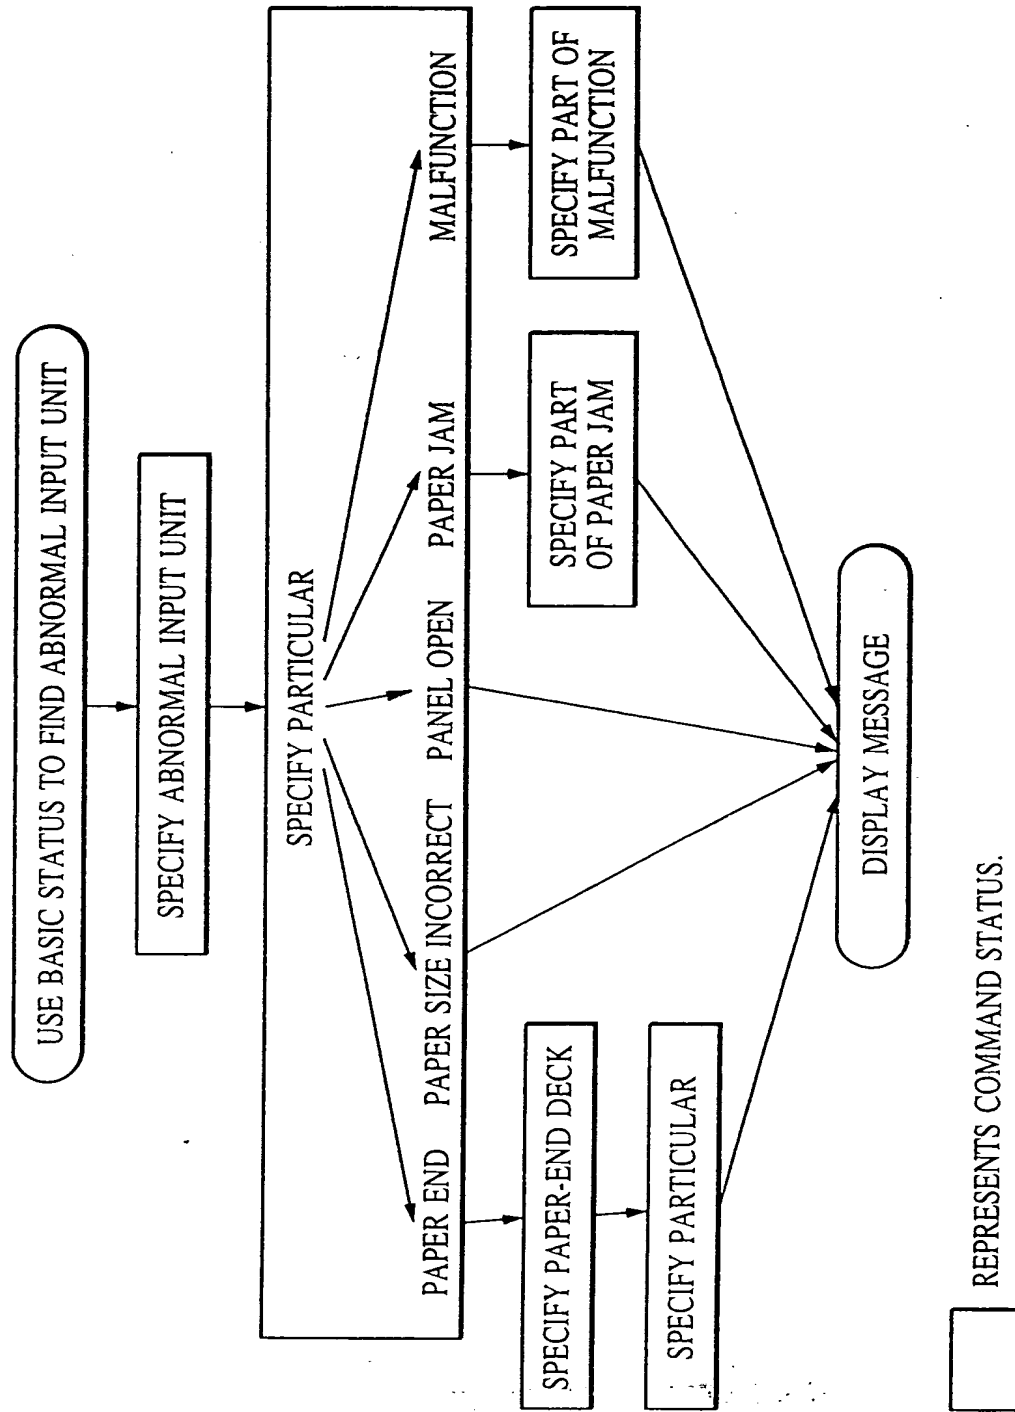 USE BASIC STATUS TO FIND ABNORMAL INPUT UNIT
SPECIFY ABNORMAL INPUT UNIT
SPECIFY PARTICULAR
PAPER END
PAPER SIZE INCORRECT
PANEL OPEN
PAPER JAM
MALFUNCTION
SPECIFY PAPER-END DECK
SPECIFY PART
OF PAPER JAM
SPECIFY PART OF
MALFUNCTION
SPECIFY PARTICULAR
DISPLAY MESSAGE
REPRESENTS COMMAND STATUS.